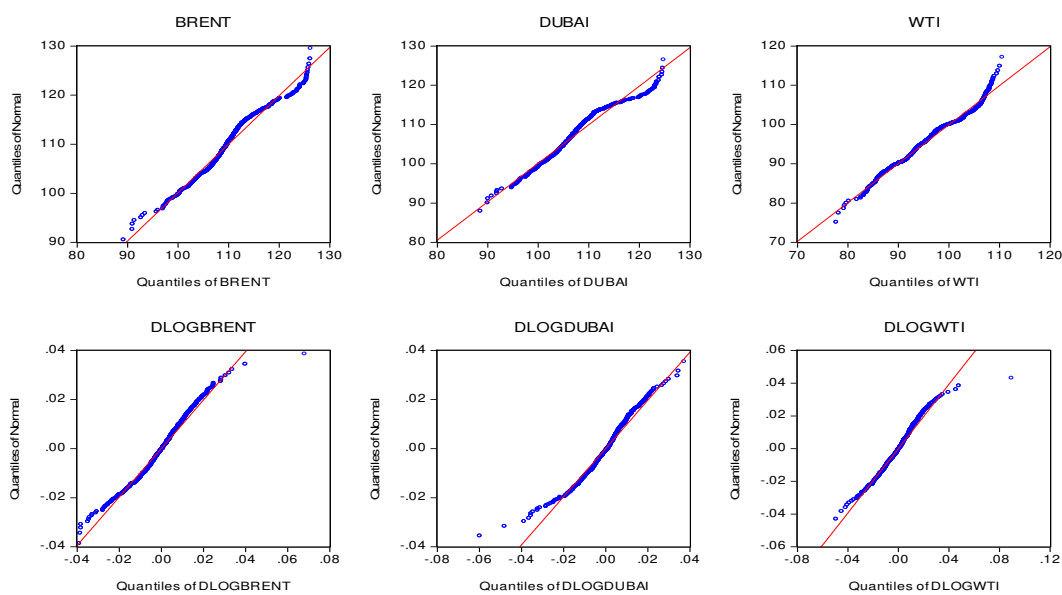 BRENT
130
120
110
100
90
80 90 100 110 120 130
Quantiles of Normal
Quantiles of BRENT
DUBAI
130
120
110
100
90
80
80 90 100 110 120 130
Quantiles of Normal
Quantiles of DUBAI
WTI
120
110
100
90
80
70
70 80 90 100 110 120
Quantiles of Normal
Quantiles of WTI
DLOGBRENT
.04
.02
.00
-.02
-.04
-.04 -.02 .00 .02 .04 .06 .08
Quantiles of Normal
Quantiles of DLOGBRENT
DLOGDUBAI
.04
.02
.00
-.02
-.04
-.08 -.06 -.04 -.02 .00 .02 .04
Quantiles of Normal
Quantiles of DLOGDUBAI
DLOGWTI
.06
.04
.02
.00
-.02
-.04
-.06
-.08 -.04 .00 .04 .08 .12
Quantiles of Normal
Quantiles of DLOGWTI